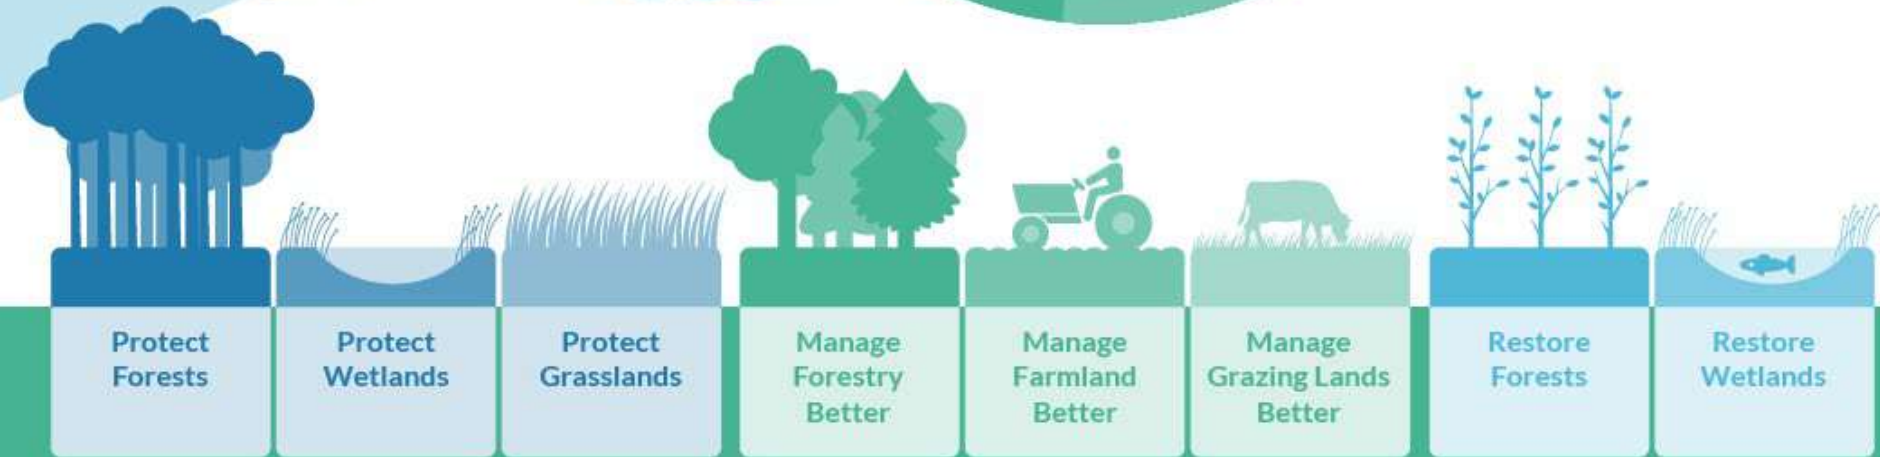 Protect
Forests
Protect
Wetlands
Protect
Grasslands
Manage
Forestry
Better
Manage
Farmland
Better
Manage
Grazing Lands
Better
Restore
Forests
Restore
Wetlands